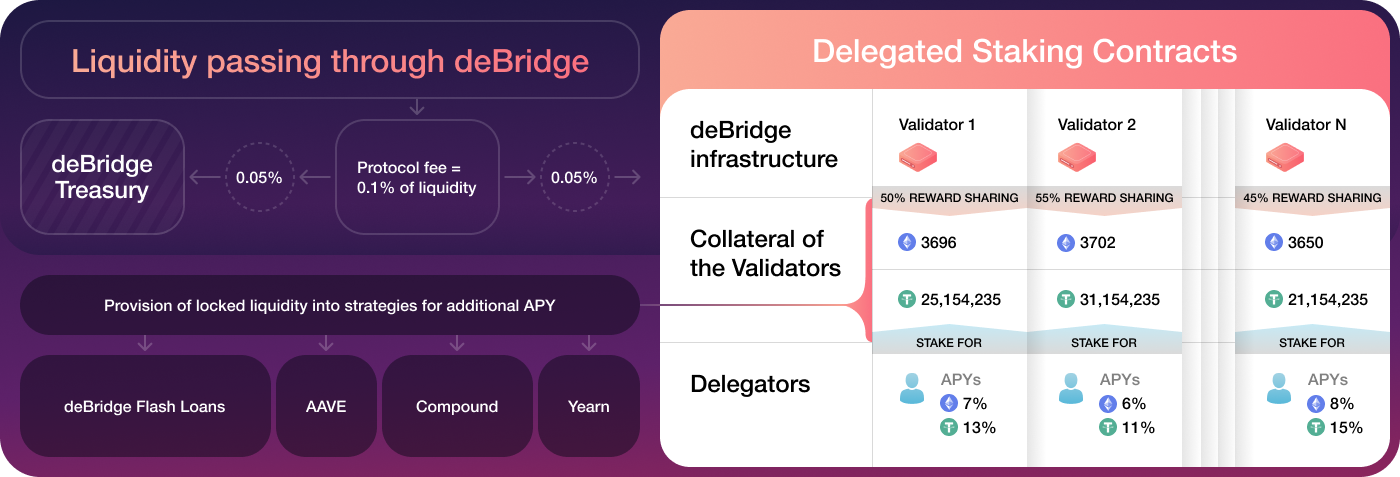 Liquidity passing through deBridge
deBridge
Treasury
0.05%
Protocol fee =
0.1% of liquidity
0.05%
Provision of locked liquidity into strategies for additional APY
deBridge Flash Loans
AAVE
Compound
Yearn
Delegated Staking Contracts
deBridge
infrastructure
Validator 1
Validator 2
Validator N
50% REWARD SHARING
55% REWARD SHARING
45% REWARD SHARING
Collateral of
the Validators
3696
3702
3650
25,154,235
31,154,235
21,154,235
STAKE FOR
STAKE FOR
STAKE FOR
Delegators
APYs
7%
13%
APYs
6%
11%
APYs
8%
15%